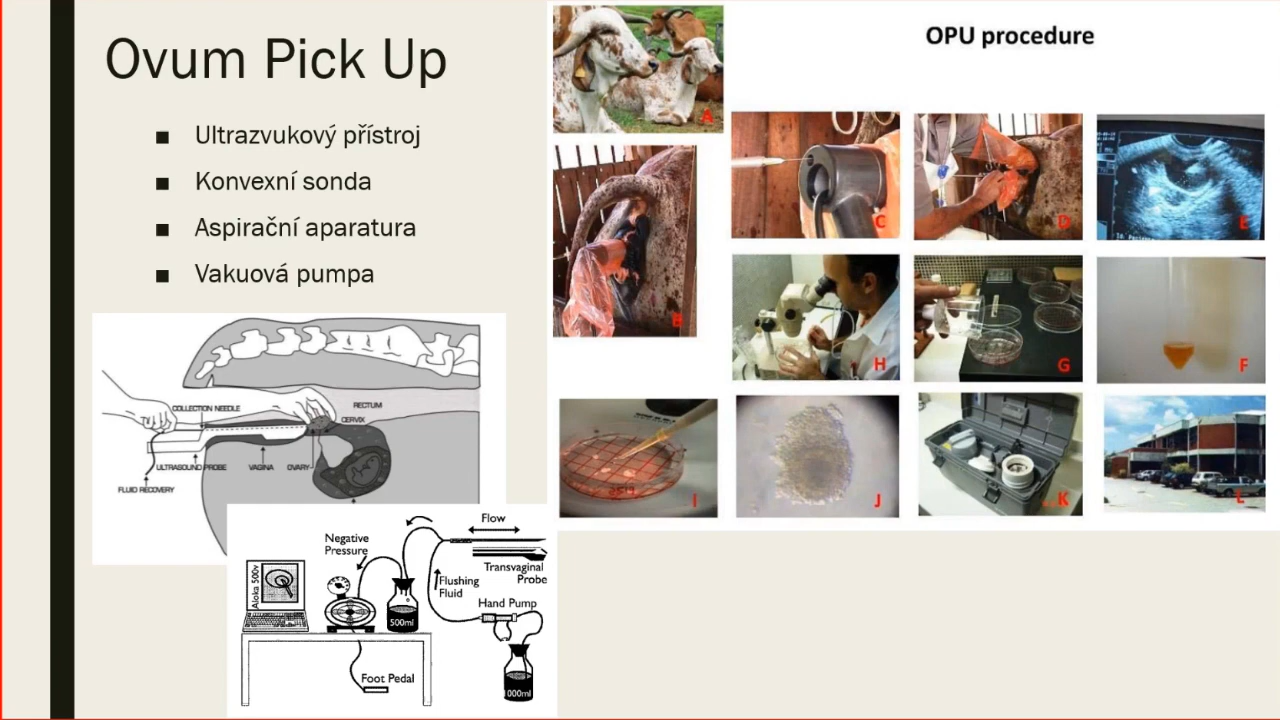 Ovum Pick Up
■ Ultrazvukový přístroj
■ Konvexní sonda
■ Aspirační aparatura
■ Vakuová pumpa
COLLECTION NEEDLE
RECTUM
CERVIX
ULTRASOUND PROBE
VAGINA
OVARY
FLUID RECOVERY
Flow
Negative
Pressure
Transvaginal
Probe
Flushing
Fluid
Aloka 500v
Hand Pump
500ml
Foot Pedal
1000ml
OPU procedure
A
B
C
D
E
H
G
F
I
J
K
L